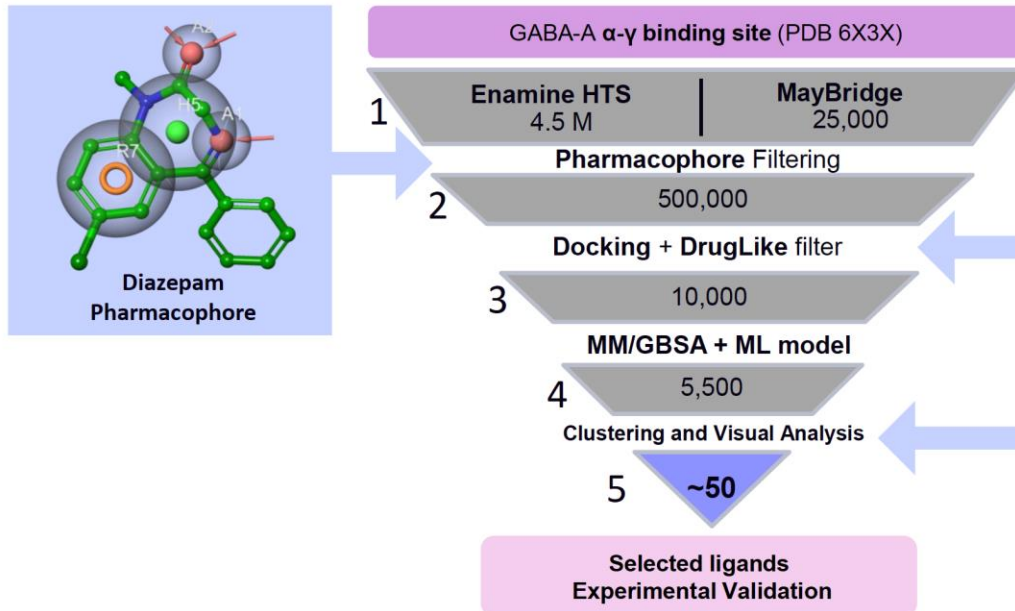 A2
H5
A1
R7
Diazepam
Pharmacophore
GABA-A α-γ binding site (PDB 6X3X)
1
Enamine HTS
4.5 M
MayBridge
25,000
Pharmacophore Filtering
2
500,000
Docking + DrugLike filter
3
10,000
MM/GBSA + ML model
4
5,500
Clustering and Visual Analysis
5
~50
Selected ligands
Experimental Validation